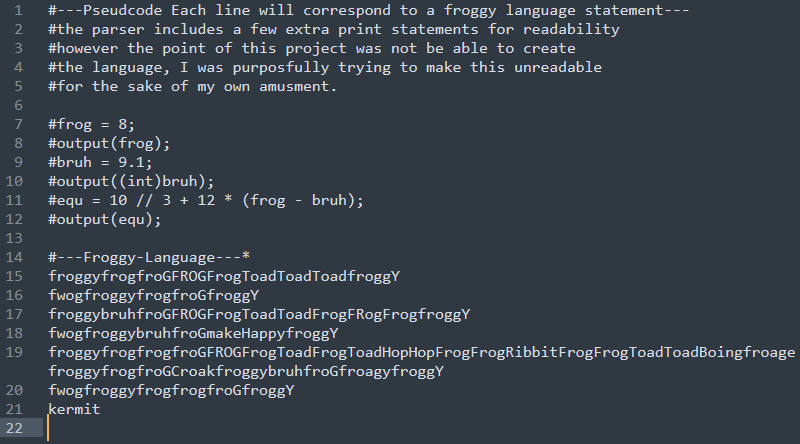 1 #---Pseudcode Each line will correspond to a froggy language statement---
2 #the parser includes a few extra print statements for readability
3 #however the point of this project was not be able to create
4 #the language, I was purposfully trying to make this unreadable
5 #for the sake of my own amusment.
6
7 #frog = 8;
8 #output(frog);
9 #bruh = 9.1;
10 #output((int)bruh);
11 #equ = 10 // 3 + 12 * (frog - bruh);
12 #output(equ);
13
14 #---Froggy-Language---*
15 froggyfrogfroGFROGFrogToadToadToadfroggY
16 fwogfroggyfrogfroGfroggY
17 froggybruhfroGFROGFrogToadToadFrogFRogFrogfroggY
18 fwogfroggybruhfroGmakeHappyfroggY
19 froggyfrogfrogfroGFROGFrogToadFrogToadHopHopFrogFrogRibbitFrogFrogToadToadBoingfroage
froggyfrogfroGCroakfroggybruhfroGfroagyfroggY
20 fwogfroggyfrogfrogfroGfroggY
21 kermit
22